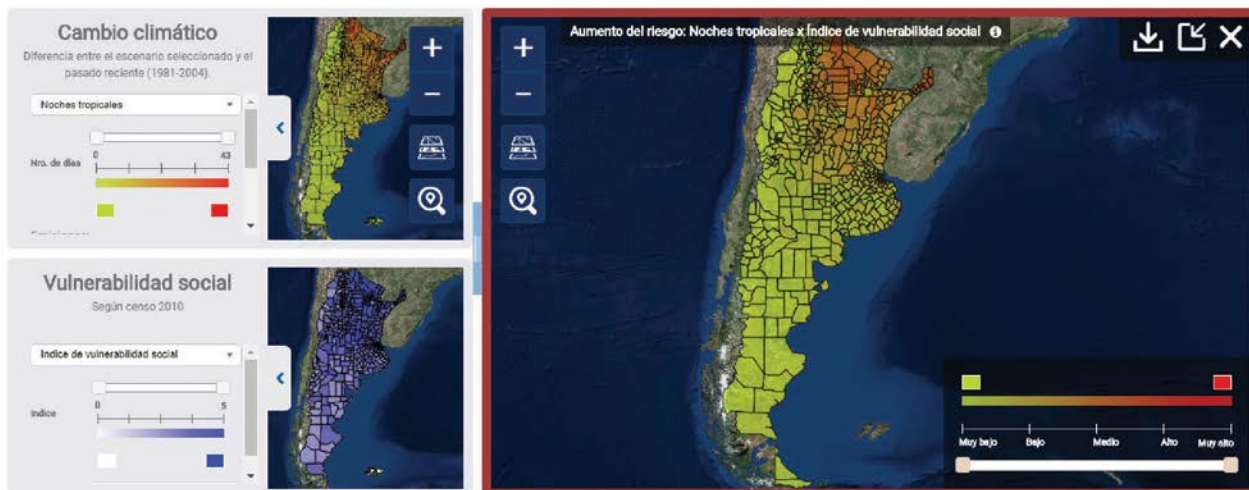 Cambio climático
Diferencia entre el escenario seleccionado y el
pasado reciente (1981-2004).
Noches tropicales
0 43
Nro. de días
Vulnerabilidad social
Según censo 2010
Indice de vulnerabilidad social
0 5
Indice
Aumento del riesgo: Noches tropicales x Índice de vulnerabilidad social
Muy bajo Bajo Medio Alto Muy alto